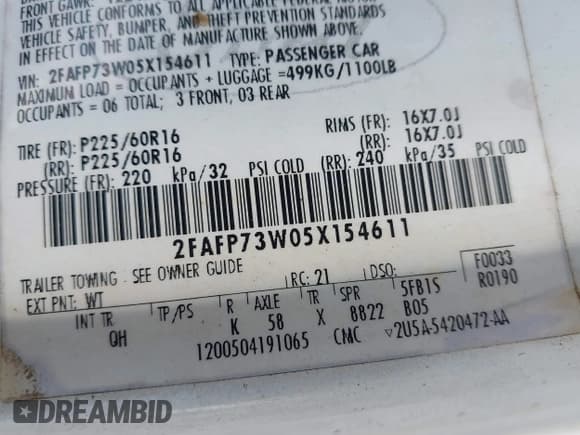 FRONT GAWR:
THIS VEHICLE CONFORMS TO ALL APPLICABLE FEDERAL MOTOR
VEHICLE SAFETY, BUMPER, AND THEFT PREVENTION STANDARDS
IN EFFECT ON THE DATE OF MANUFACTURE SHOWN ABOVE.
VIN: 2FAFP73W05X154611 TYPE: PASSENGER CAR
MAXIMUM LOAD = OCCUPANTS + LUGGAGE = 499KG/1100LB
OCCUPANTS = 06 TOTAL; 3 FRONT, 03 REAR
TIRE (FR): P225/60R16 RIMS (FR): 16X7.0J
(RR): P225/60R16 (RR): 16X7.0J
PRESSURE (FR): 220 kPa/32 PSI COLD (RR): 240 kPa/35 PSI COLD
2FAFP73W05X154611
TRAILER TOWING - SEE OWNER GUIDE
EXT PNT: WT RC: 21 DSO: F0033
INT TR TP/PS R AXLE TR SPR 5FB1S R0190
QH K 58 X 8822 B05
1200504191065 CMC ▽2U5A-5420472-AA
DREAMBID